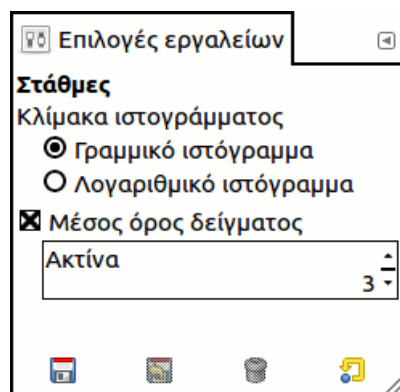 Επιλογές εργαλείων
Στάθμες
Κλίμακα ιστογράμματος
Γραμμικό ιστόγραμμα
Λογαριθμικό ιστόγραμμα
Μέσος όρος δείγματος
Ακτίνα
3